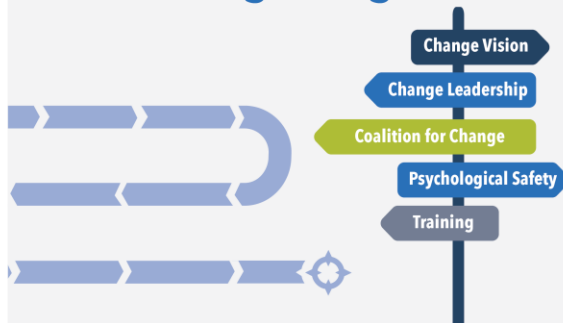 Change Vision
Change Leadership
Coalition for Change
Psychological Safety
Training